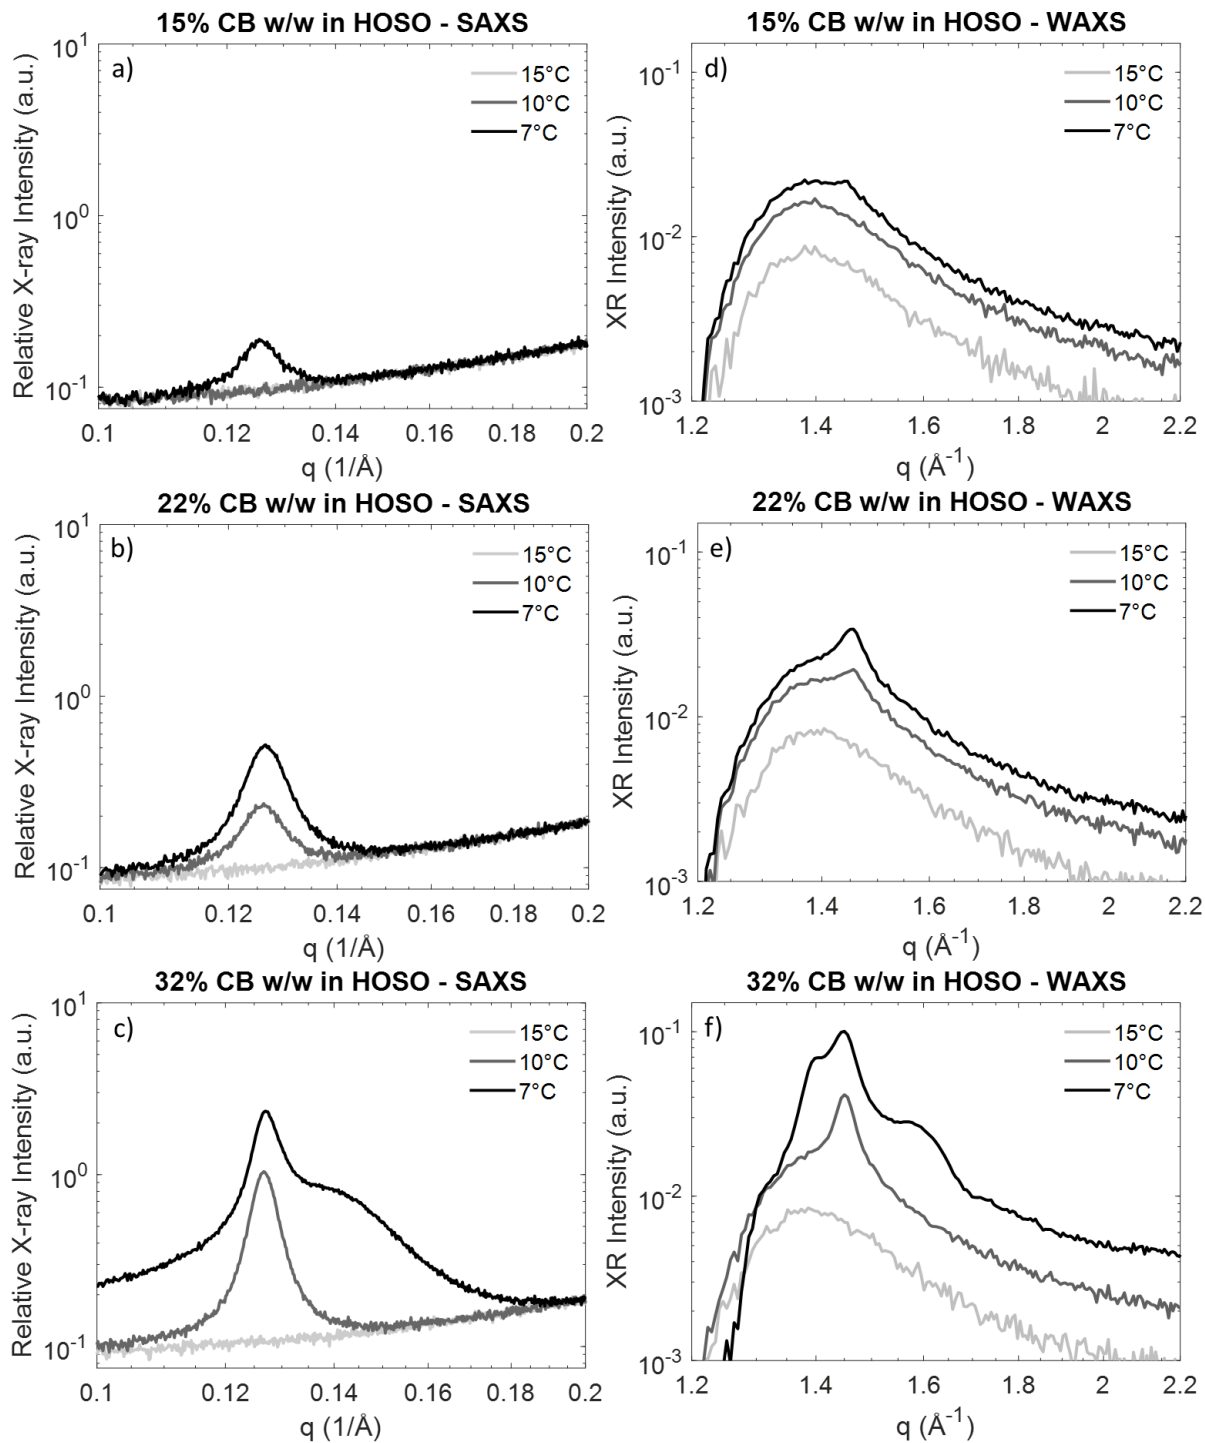 15% CB w/w in HOSO - SAXS
a)
15°C
10°C
7°C
10^1
10^0
10^-1
Relative X-ray Intensity (a.u.)
0.1 0.12 0.14 0.16 0.18 0.2
q (1/Å)
15% CB w/w in HOSO - WAXS
d)
15°C
10°C
7°C
10^-1
10^-2
10^-3
XR Intensity (a.u.)
1.2 1.4 1.6 1.8 2 2.2
q (Å^-1)
22% CB w/w in HOSO - SAXS
b)
15°C
10°C
7°C
10^1
10^0
10^-1
Relative X-ray Intensity (a.u.)
0.1 0.12 0.14 0.16 0.18 0.2
q (1/Å)
22% CB w/w in HOSO - WAXS
e)
15°C
10°C
7°C
10^-1
10^-2
10^-3
XR Intensity (a.u.)
1.2 1.4 1.6 1.8 2 2.2
q (Å^-1)
32% CB w/w in HOSO - SAXS
c)
15°C
10°C
7°C
10^1
10^0
10^-1
Relative X-ray Intensity (a.u.)
0.1 0.12 0.14 0.16 0.18 0.2
q (1/Å)
32% CB w/w in HOSO - WAXS
f)
15°C
10°C
7°C
10^-1
10^-2
10^-3
XR Intensity (a.u.)
1.2 1.4 1.6 1.8 2 2.2
q (Å^-1)